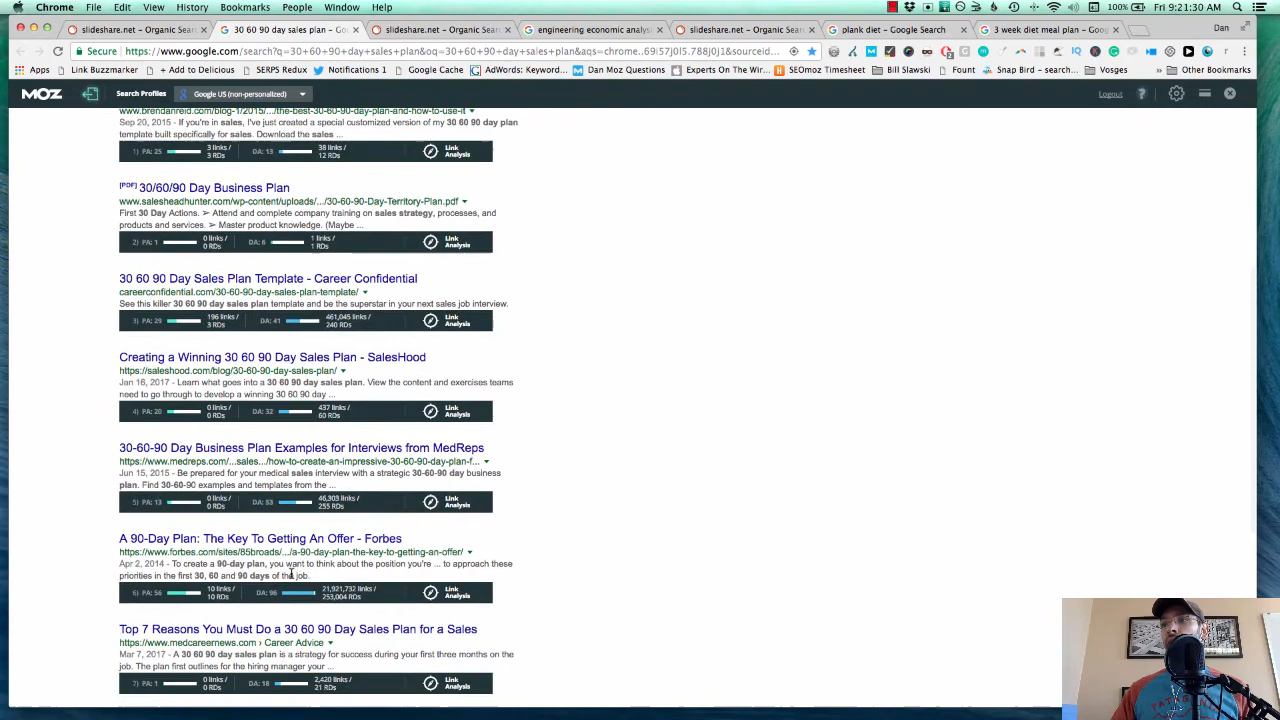 Chrome File Edit View History Bookmarks People Window Help
100% Fri 9:21:30 AM
slideshare.net – Organic Sear
30 60 90 day sales plan – Goo
slideshare.net – Organic Sear
engineering economic analysi
slideshare.net – Organic Sear
plank diet – Google Search
3 week diet meal plan – Goog
Dan
Secure https://www.google.com/search?q=30+60+90+day+sales+plan&oq=30+60+90+day+sales+plan&aqs=chrome..69i57j0l5.788j0j1&sourceid...
Apps Link Buzzmarker + Add to Delicious SERPS Redux Notifications 1 Google Cache AdWords: Keyword... Dan Moz Questions Experts On The Wir... SEOmoz Timesheet Bill Slawski Fount Snap Bird – Search... Vosges Other Bookmarks
MOZ Search Profiles Google US (non-personalized) Logout
www.brendanreid.com/blog-1/2015/.../the-best-30-60-90-day-plan-and-how-to-use-it
Sep 20, 2015 - If you're in sales, I've just created a special customized version of my 30 60 90 day plan
template built specifically for sales. Download the sales ...
1) PA: 25 3 links / 3 RDs DA: 13 38 links / 12 RDs Link Analysis
[PDF] 30/60/90 Day Business Plan
www.salesheadhunter.com/wp-content/uploads/.../30-60-90-Day-Territory-Plan.pdf
First 30 Day Actions. ➢ Attend and complete company training on sales strategy, processes, and
products and services. ➢ Master product knowledge. (Maybe ...
2) PA: 1 0 links / 0 RDs DA: 6 1 links / 1 RDs Link Analysis
30 60 90 Day Sales Plan Template - Career Confidential
careerconfidential.com/30-60-90-day-sales-plan-template/
See this killer 30 60 90 day sales plan template and be the superstar in your next sales job interview.
3) PA: 29 196 links / 3 RDs DA: 41 461,045 links / 240 RDs Link Analysis
Creating a Winning 30 60 90 Day Sales Plan - SalesHood
https://saleshood.com/blog/30-60-90-day-sales-plan/
Jan 16, 2017 - Learn what goes into a 30 60 90 day sales plan. View the content and exercises teams
need to go through to develop a winning 30 60 90 day ...
4) PA: 20 0 links / 0 RDs DA: 32 437 links / 60 RDs Link Analysis
30-60-90 Day Business Plan Examples for Interviews from MedReps
https://www.medreps.com/...sales.../how-to-create-an-impressive-30-60-90-day-plan-f...
Jun 15, 2015 - Be prepared for your medical sales interview with a strategic 30-60-90 day business
plan. Find 30-60-90 examples and templates from the ...
5) PA: 13 0 links / 0 RDs DA: 53 46,303 links / 255 RDs Link Analysis
A 90-Day Plan: The Key To Getting An Offer - Forbes
https://www.forbes.com/sites/85broads/.../a-90-day-plan-the-key-to-getting-an-offer/
Apr 2, 2014 - To create a 90-day plan, you want to think about the position you're ... to approach these
priorities in the first 30, 60 and 90 days of the job.
6) PA: 56 10 links / 10 RDs DA: 96 21,921,732 links / 253,004 RDs Link Analysis
Top 7 Reasons You Must Do a 30 60 90 Day Sales Plan for a Sales
https://www.medcareernews.com › Career Advice
Mar 7, 2017 - A 30 60 90 day sales plan is a strategy for success during your first three months on the
job. The plan first outlines for the hiring manager your ...
7) PA: 1 0 links / 0 RDs DA: 18 2,420 links / 21 RDs Link Analysis